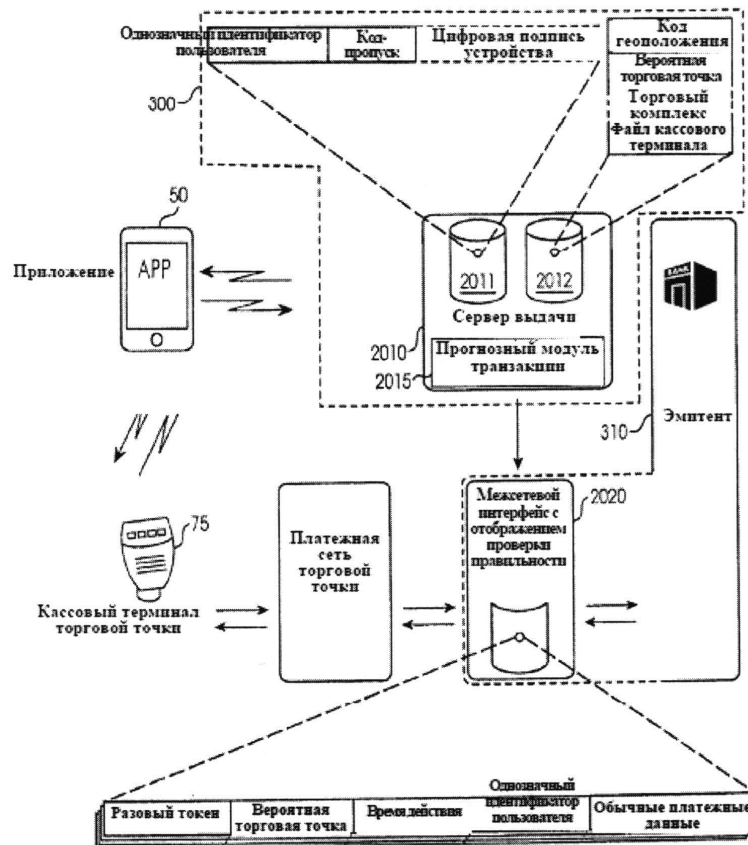 Однозначный идентификатор
пользователя
Код-
пропуск
Цифровая подпись
устройства
Код
геоположения
Вероятная
торговая точка
Торговый
комплекс
Файл кассового
терминала
300
50
Приложение
APP
2011
2012
Сервер выдачи
2010
2015
Прогнозный модуль
транзакции
BANK
310
Эмитент
75
Кассовый терминал
торговой точки
Платежная
сеть
торговой
точки
Межсетевой
интерфейс с
отображением
проверки
правильности
2020
Разовый токен
Вероятная
торговая точка
Время действия
Однозначный
идентификатор
пользователя
Обычные платежные
данные